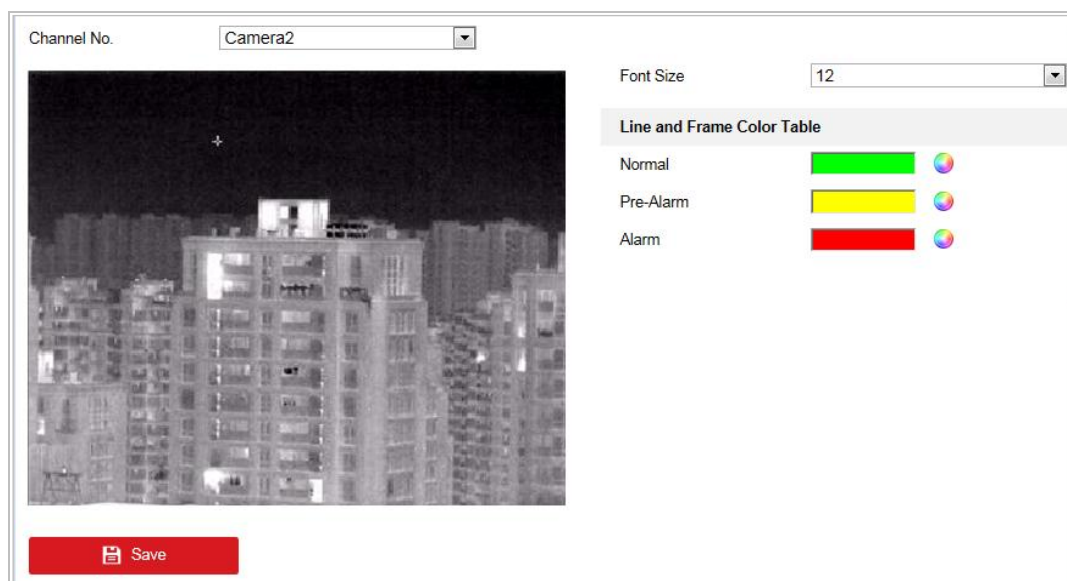 Channel No. Camera2
Font Size 12
Line and Frame Color Table
Normal
Pre-Alarm
Alarm
Save